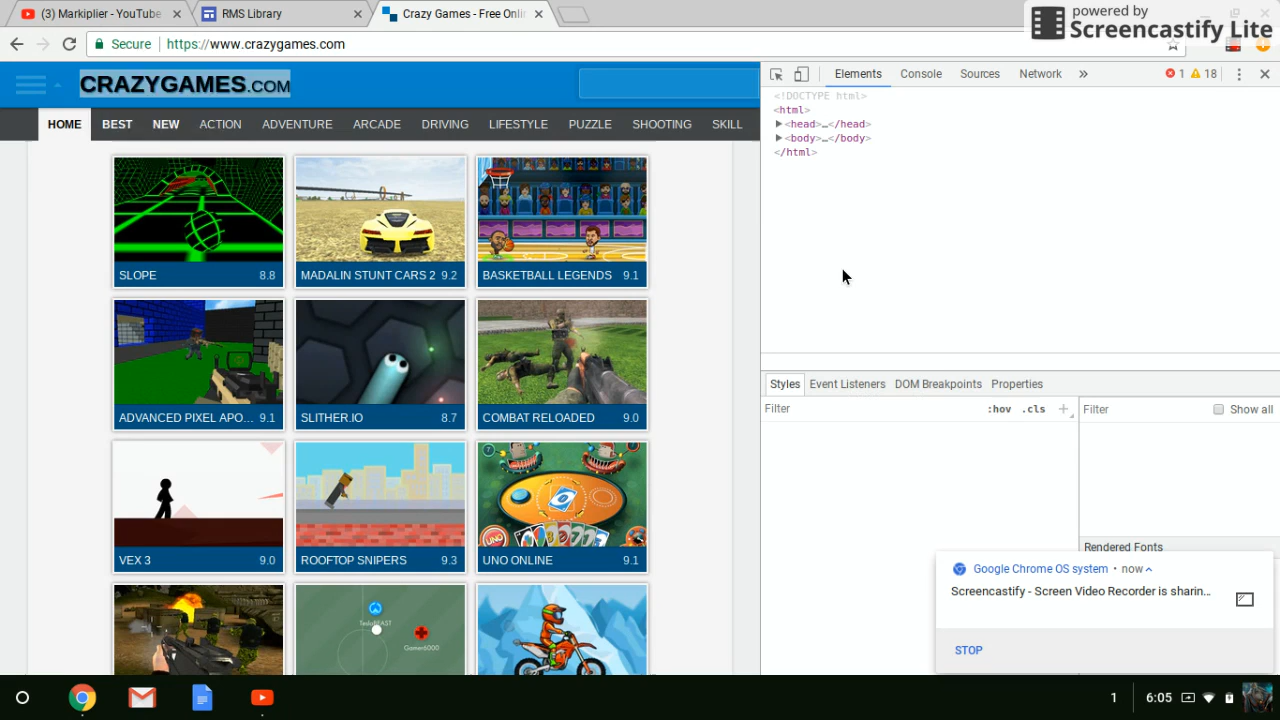 (3) Markiplier - YouTube
RMS Library
Crazy Games - Free Onlin
powered by
Screencastify Lite
Secure
https://www.crazygames.com
CRAZYGAMES.COM
Elements
Console
Sources
Network
»
1
18
HOME
BEST
NEW
ACTION
ADVENTURE
ARCADE
DRIVING
LIFESTYLE
PUZZLE
SHOOTING
SKILL
<!DOCTYPE html>
<html>
<head>…</head>
<body>…</body>
</html>
SLOPE 8.8
MADALIN STUNT CARS 2 9.2
BASKETBALL LEGENDS 9.1
ADVANCED PIXEL APO... 9.1
SLITHER.IO 8.7
COMBAT RELOADED 9.0
VEX 3 9.0
ROOFTOP SNIPERS 9.3
UNO
UNO ONLINE 9.1
Gamer6000
Styles
Event Listeners
DOM Breakpoints
Properties
Filter
:hov .cls +
Filter
Show all
Rendered Fonts
Google Chrome OS system • now
Screencastify - Screen Video Recorder is sharin...
STOP
1
6:05